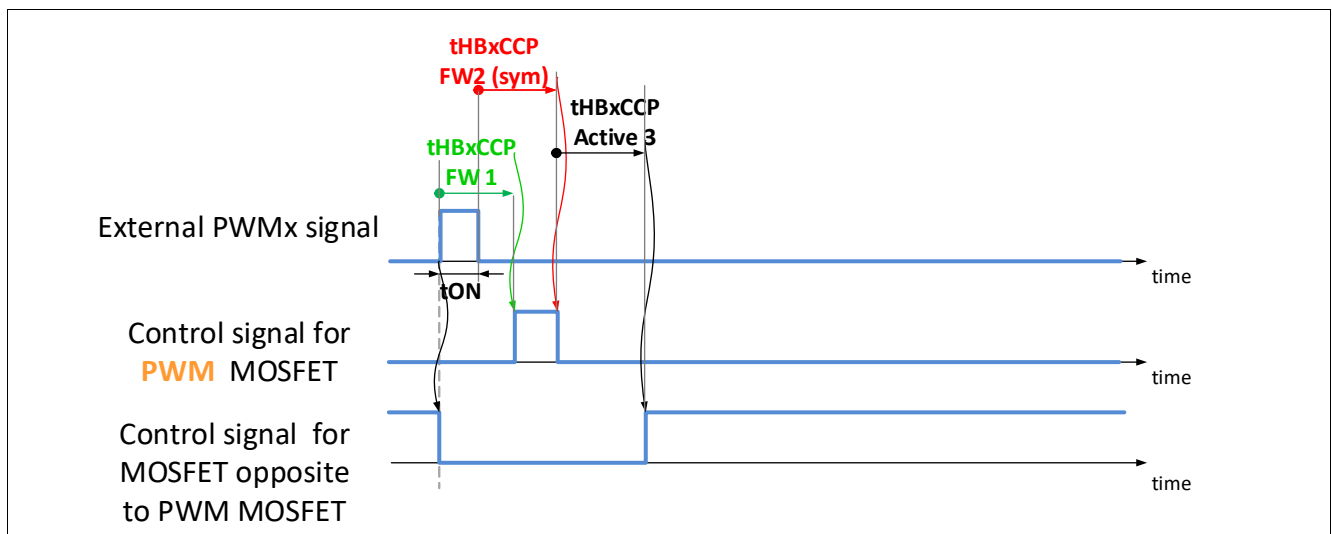 tHBxCCP
FW2 (sym)
tHBxCCP
Active 3
tHBxCCP
FW 1
External PWMx signal
time
tON
Control signal for
PWM MOSFET
time
Control signal for
MOSFET opposite
to PWM MOSFET
time